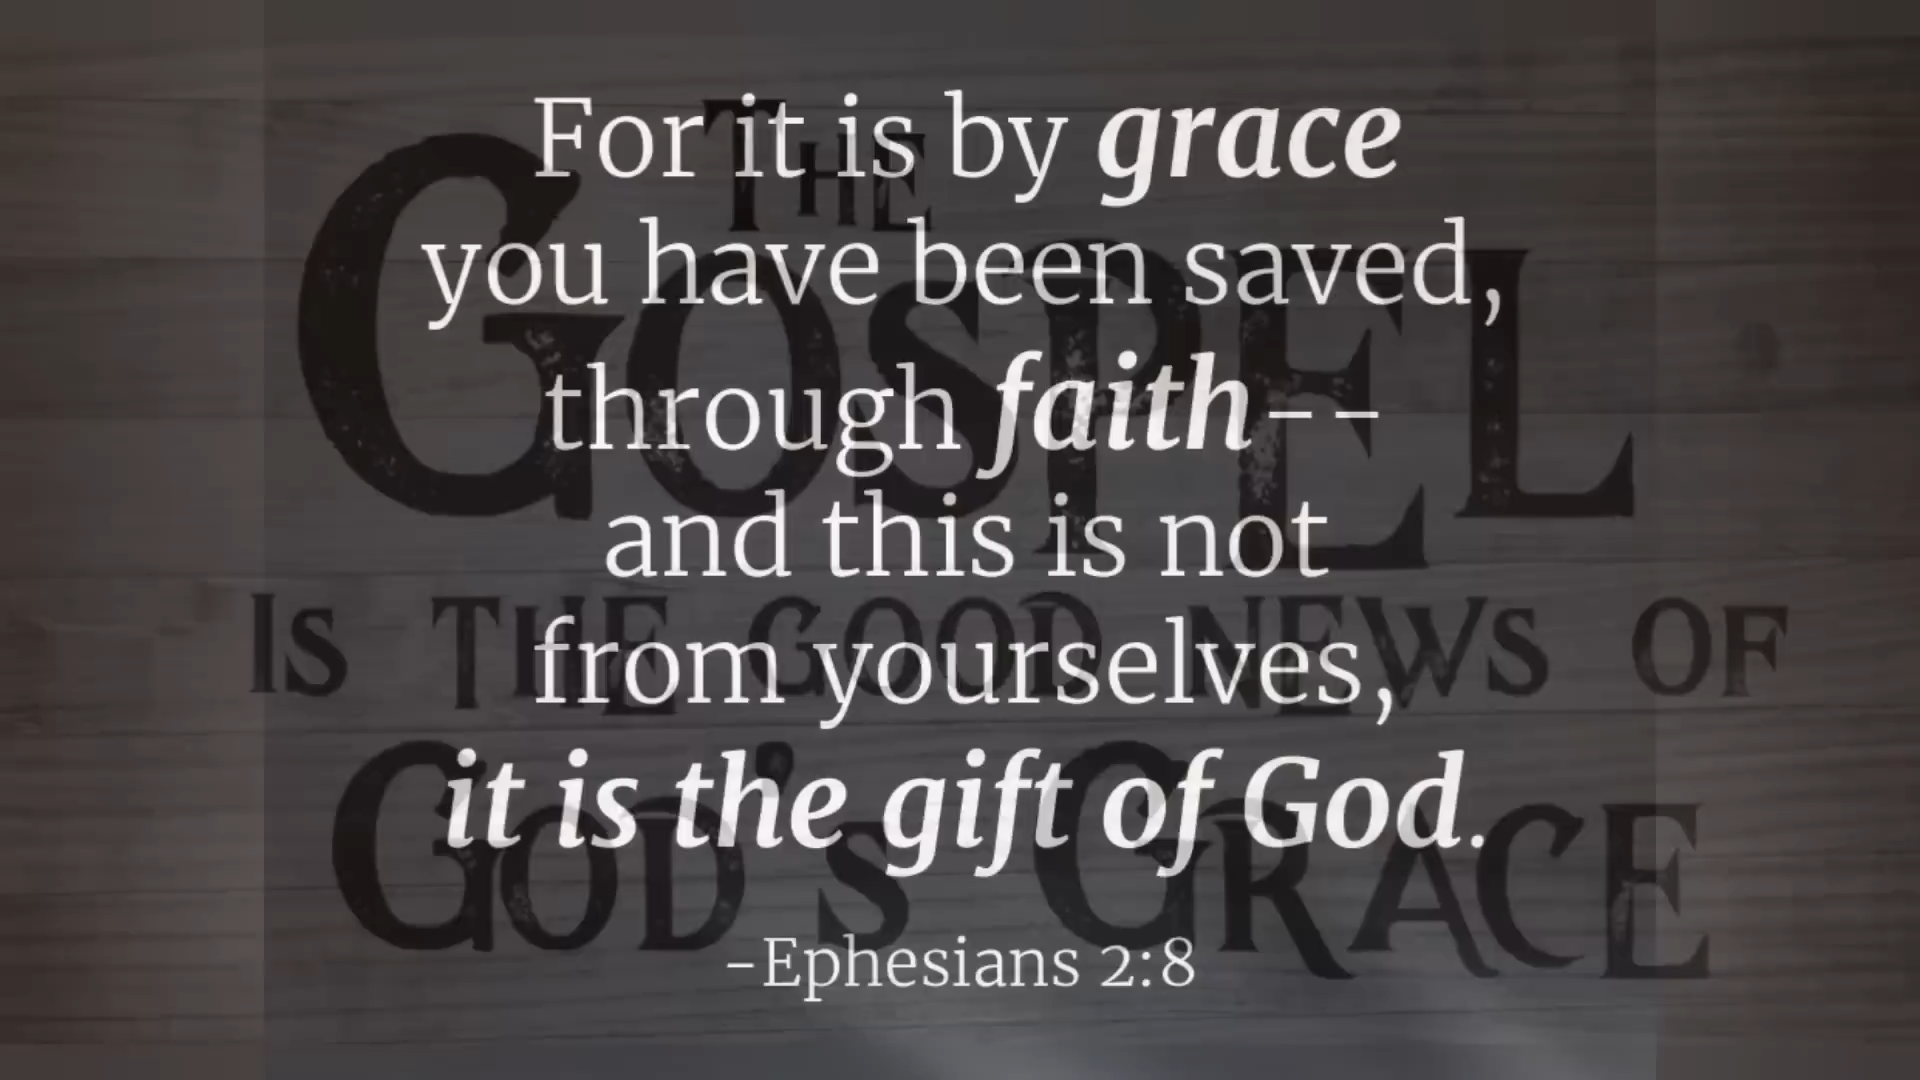 For it is by grace
you have been saved,
through faith--
and this is not
from yourselves,
it is the gift of God.
-Ephesians 2:8
THE
GOSPEL
IS THE GOOD NEWS OF
GOD'S GRACE